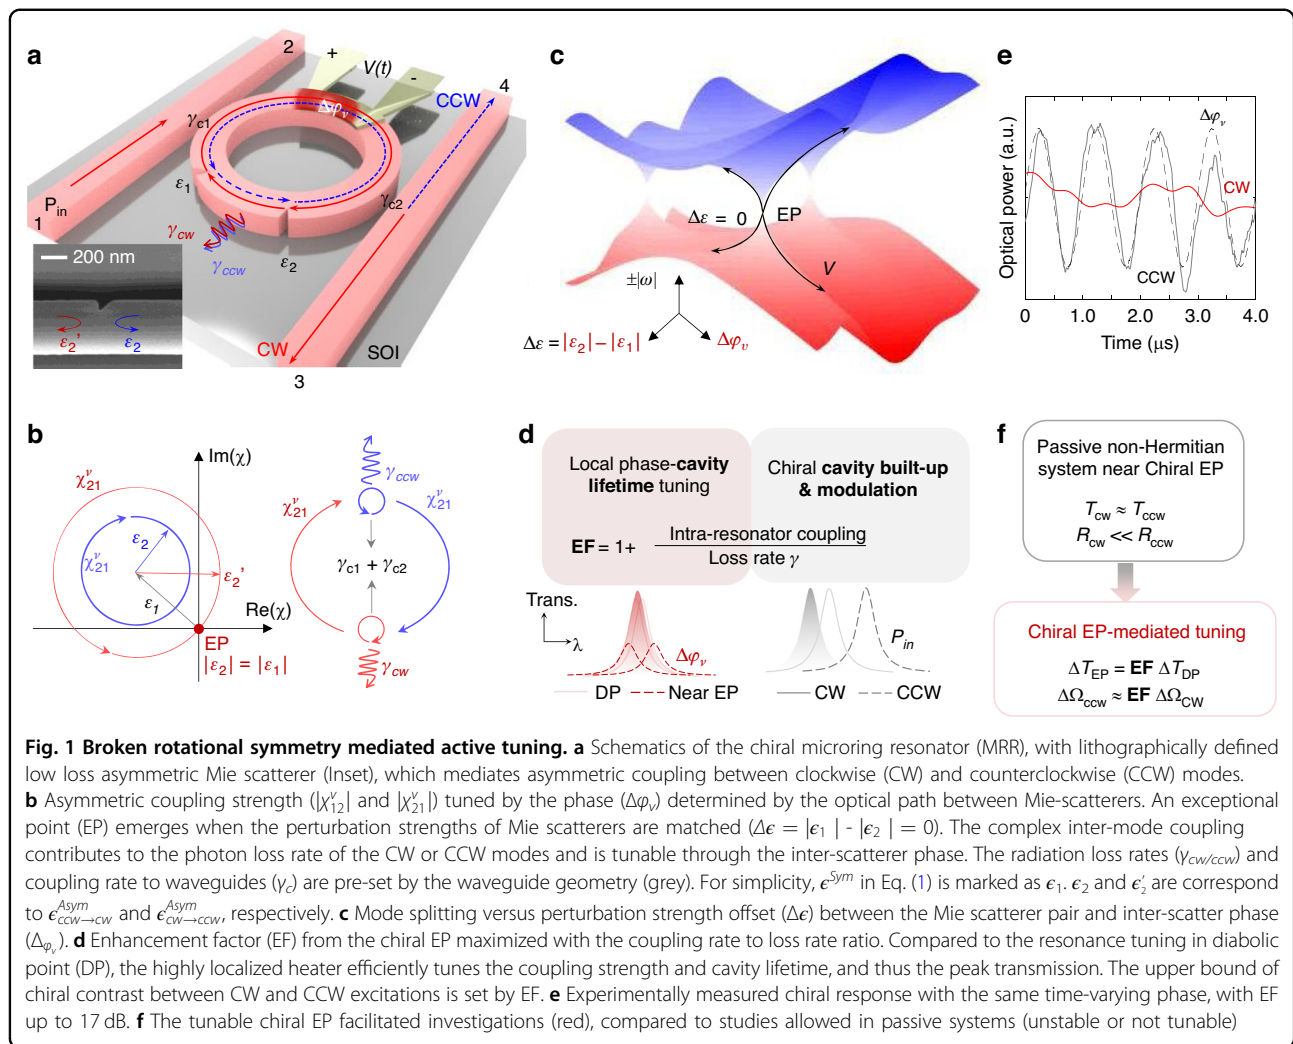 a
2
+
V(t)
-
4
CCW
Δφᵥ
γc1
ε1
Pin
1
γc2
γcw
γccw
ε2
200 nm
ε2'
ε2
CW
SOI
3
c
Δε = 0
EP
V
±|ω|
Δε = |ε2| – |ε1|
Δφᵥ
e
Optical power (a.u.)
Δφᵥ
CW
CCW
0
1.0
2.0
3.0
4.0
Time (μs)
b
Im(χ)
χ^ν_21
χ^ν_21
ε2
ε2'
ε1
Re(χ)
EP
|ε2| = |ε1|
γccw
χ^ν_21
χ^ν_21
γc1 + γc2
γcw
d
Local phase-cavity
lifetime tuning
Chiral cavity built-up
& modulation
EF = 1+ Intra-resonator coupling
Loss rate γ
Trans.
λ
Δφᵥ
Pin
DP
Near EP
CW
CCW
f
Passive non-Hermitian
system near Chiral EP
Tcw ≈ Tccw
Rcw << Rccw
Chiral EP-mediated tuning
ΔTEP = EF ΔTDP
ΔΩccw ≈ EF ΔΩCW
Fig. 1 Broken rotational symmetry mediated active tuning. a Schematics of the chiral microring resonator (MRR), with lithographically defined
low loss asymmetric Mie scatterer (Inset), which mediates asymmetric coupling between clockwise (CW) and counterclockwise (CCW) modes.
b Asymmetric coupling strength (|χ^ν_12| and |χ^ν_21|) tuned by the phase (Δφᵥ) determined by the optical path between Mie-scatterers. An exceptional
point (EP) emerges when the perturbation strengths of Mie scatterers are matched (Δϵ = |ϵ1 | - |ϵ2 | = 0). The complex inter-mode coupling
contributes to the photon loss rate of the CW or CCW modes and is tunable through the inter-scatterer phase. The radiation loss rates (γcw/ccw) and
coupling rate to waveguides (γc) are pre-set by the waveguide geometry (grey). For simplicity, ϵ^Sym in Eq. (1) is marked as ϵ1. ϵ2 and ϵ2' are correspond
to ϵ^Asym_ccw→cw and ϵ^Asym_cw→ccw, respectively. c Mode splitting versus perturbation strength offset (Δϵ) between the Mie scatterer pair and inter-scatter phase
(Δφᵥ). d Enhancement factor (EF) from the chiral EP maximized with the coupling rate to loss rate ratio. Compared to the resonance tuning in diabolic
point (DP), the highly localized heater efficiently tunes the coupling strength and cavity lifetime, and thus the peak transmission. The upper bound of
chiral contrast between CW and CCW excitations is set by EF. e Experimentally measured chiral response with the same time-varying phase, with EF
up to 17 dB. f The tunable chiral EP facilitated investigations (red), compared to studies allowed in passive systems (unstable or not tunable)